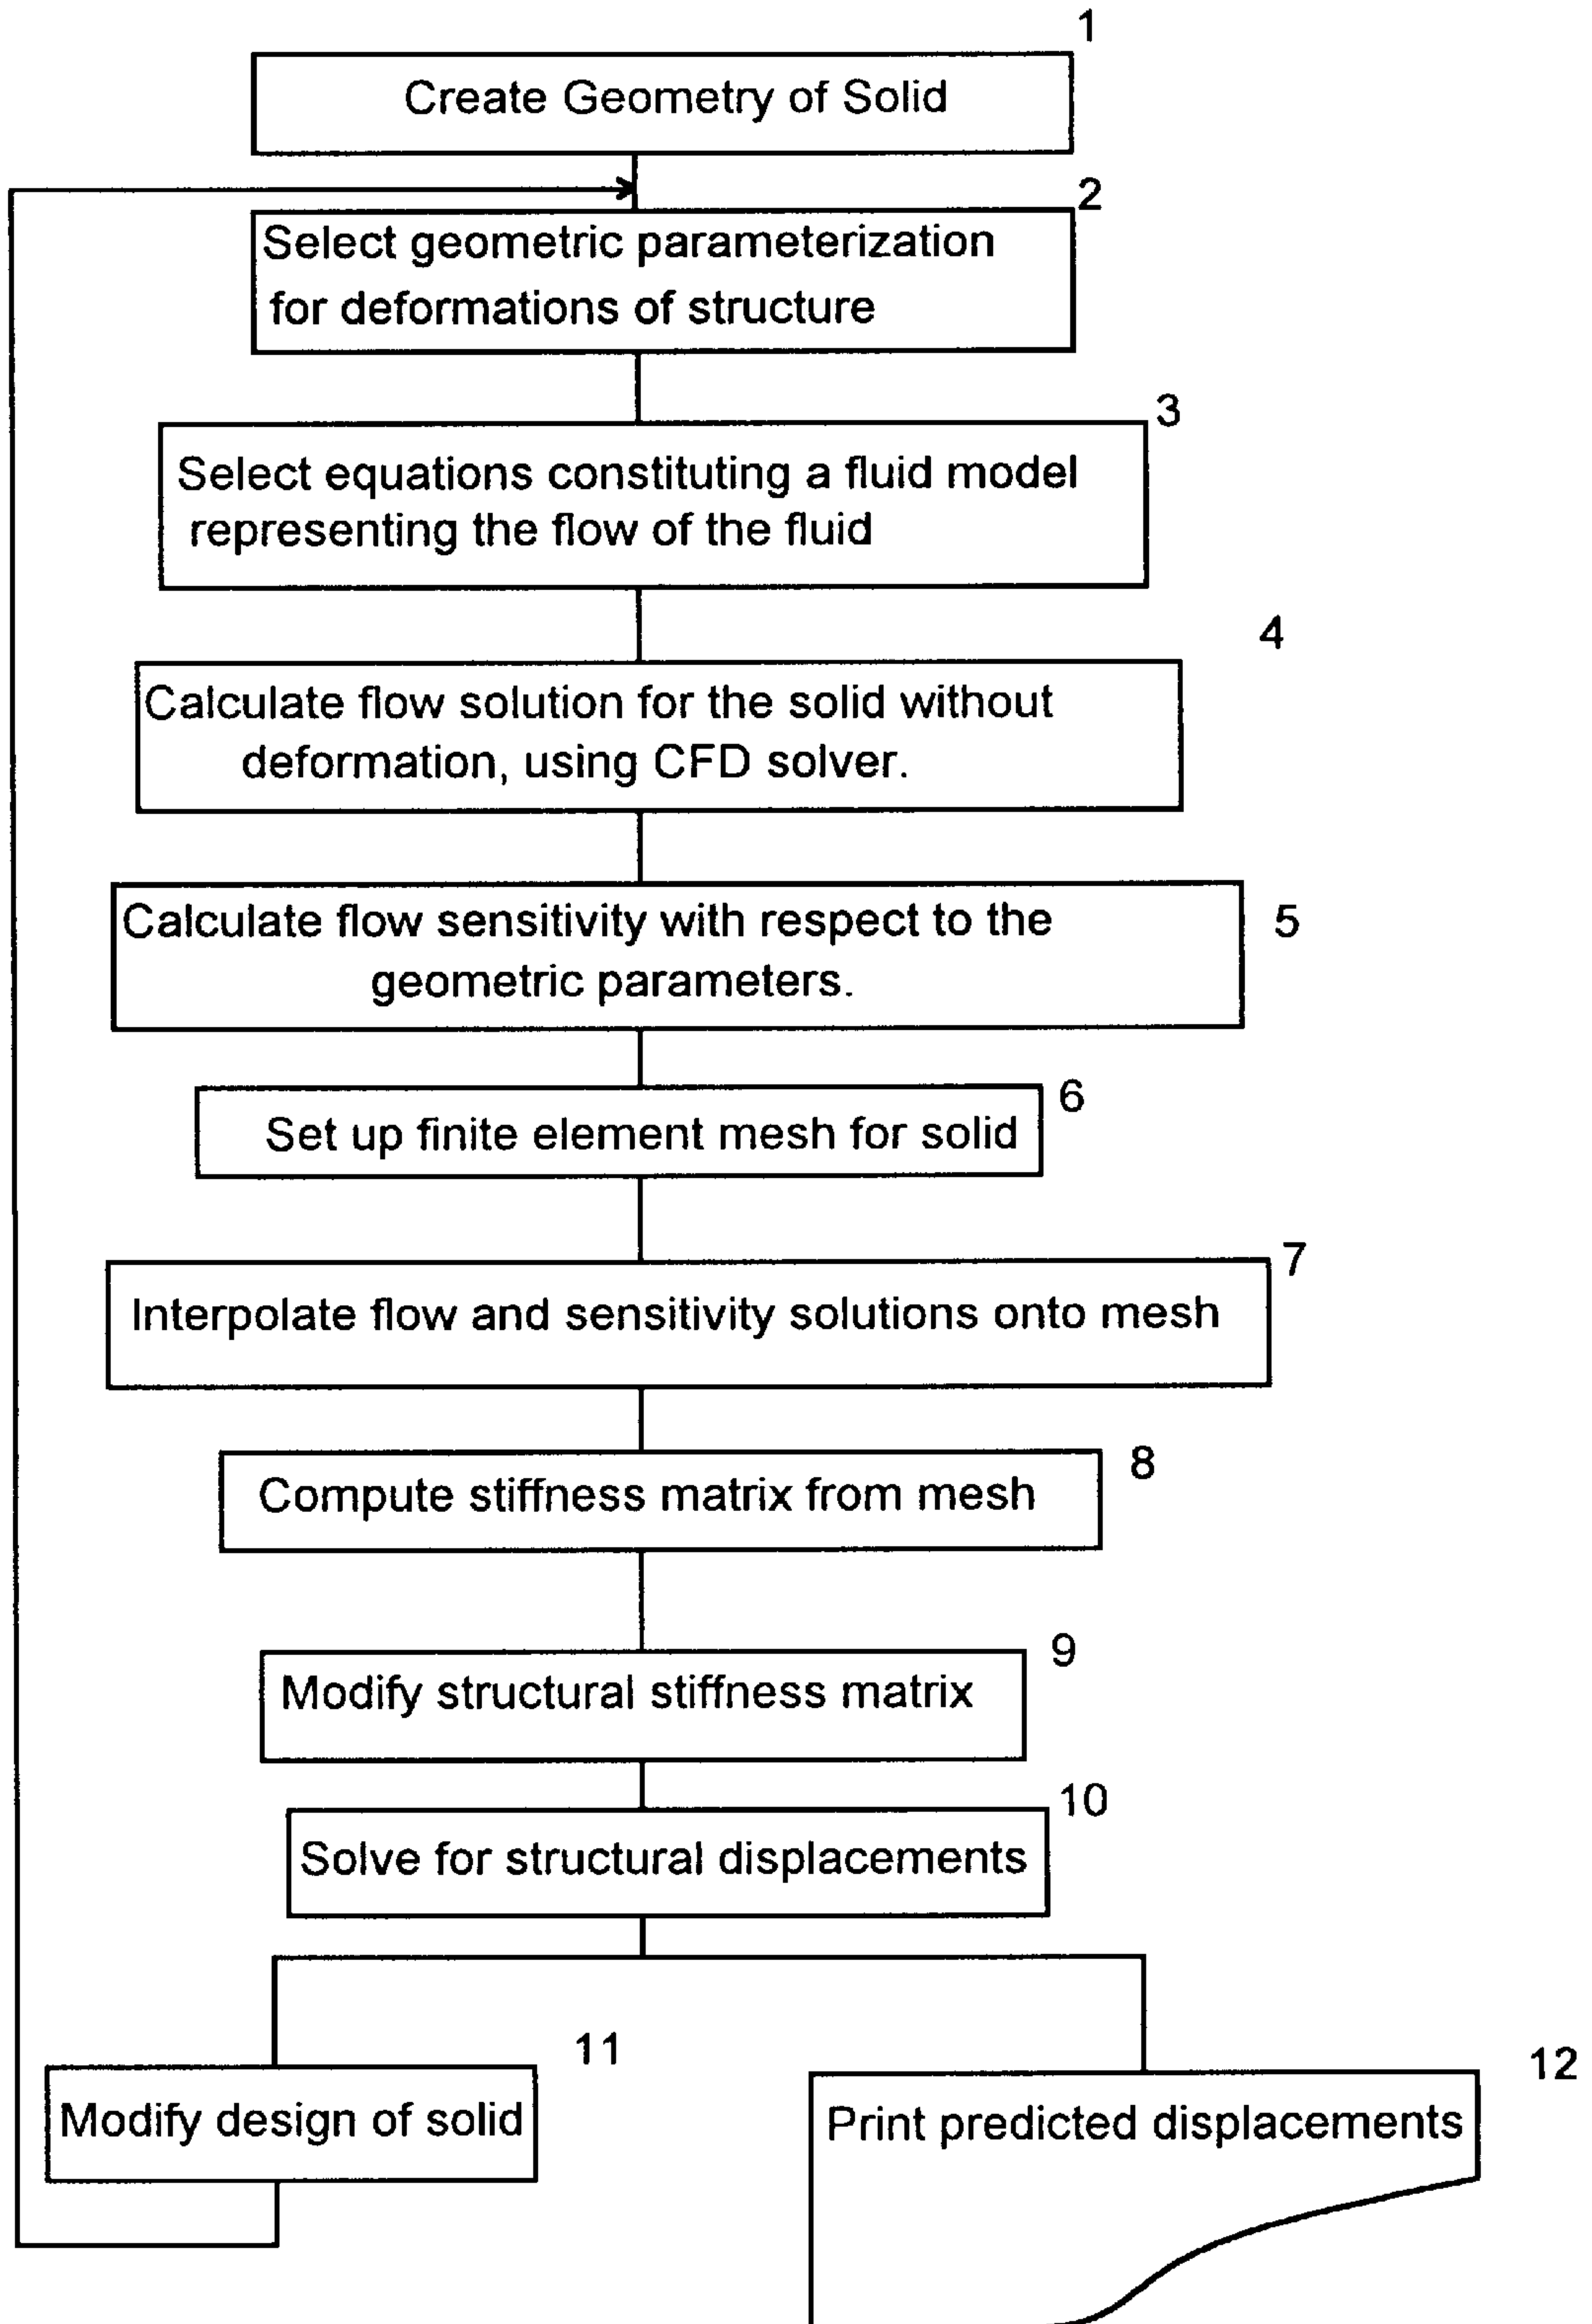 1
Create Geometry of Solid
2
Select geometric parameterization
for deformations of structure
3
Select equations constituting a fluid model
representing the flow of the fluid
4
Calculate flow solution for the solid without
deformation, using CFD solver.
5
Calculate flow sensitivity with respect to the
geometric parameters.
6
Set up finite element mesh for solid
7
Interpolate flow and sensitivity solutions onto mesh
8
Compute stiffness matrix from mesh
9
Modify structural stiffness matrix
10
Solve for structural displacements
11
Modify design of solid
12
Print predicted displacements